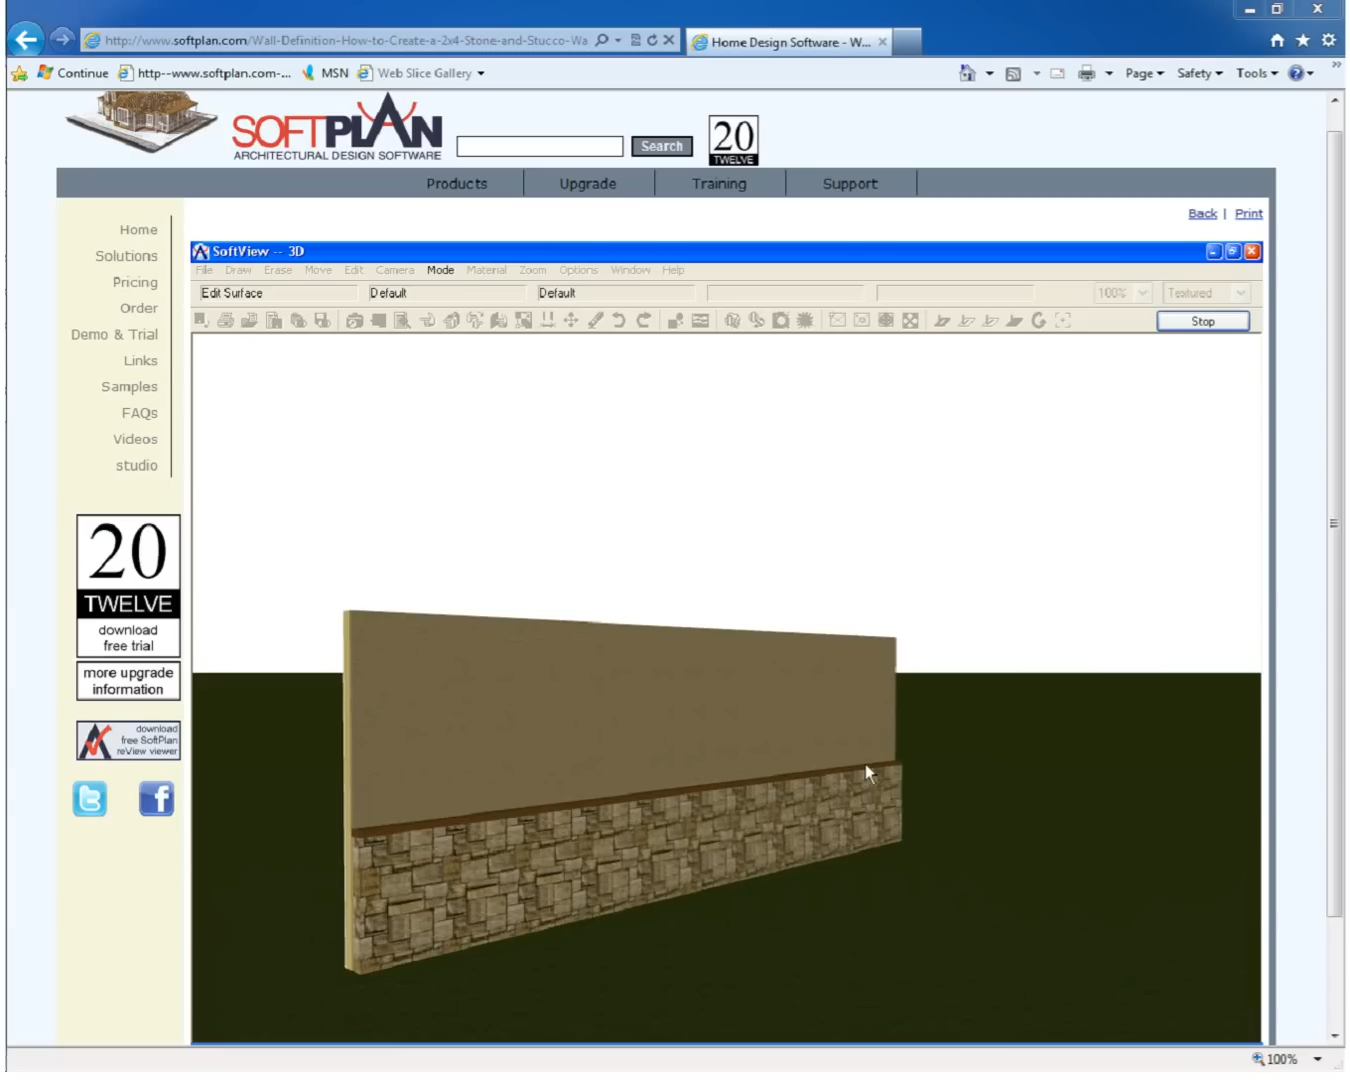 http://www.softplan.com/Wall-Definition-How-to-Create-a-2x4-Stone-and-Stucco-Wa
Home Design Software - W...
Continue http--www.softplan.com-... MSN Web Slice Gallery
Page Safety Tools
SOFTPLAN
ARCHITECTURAL DESIGN SOFTWARE
Search
20
TWELVE
Products Upgrade Training Support
Back | Print
Home
Solutions
Pricing
Order
Demo & Trial
Links
Samples
FAQs
Videos
studio
20
TWELVE
download
free trial
more upgrade
information
download
free SoftPlan
reView viewer
SoftView -- 3D
File Draw Erase Move Edit Camera Mode Material Zoom Options Window Help
Edit Surface Default Default 100% Textured
Stop
100%